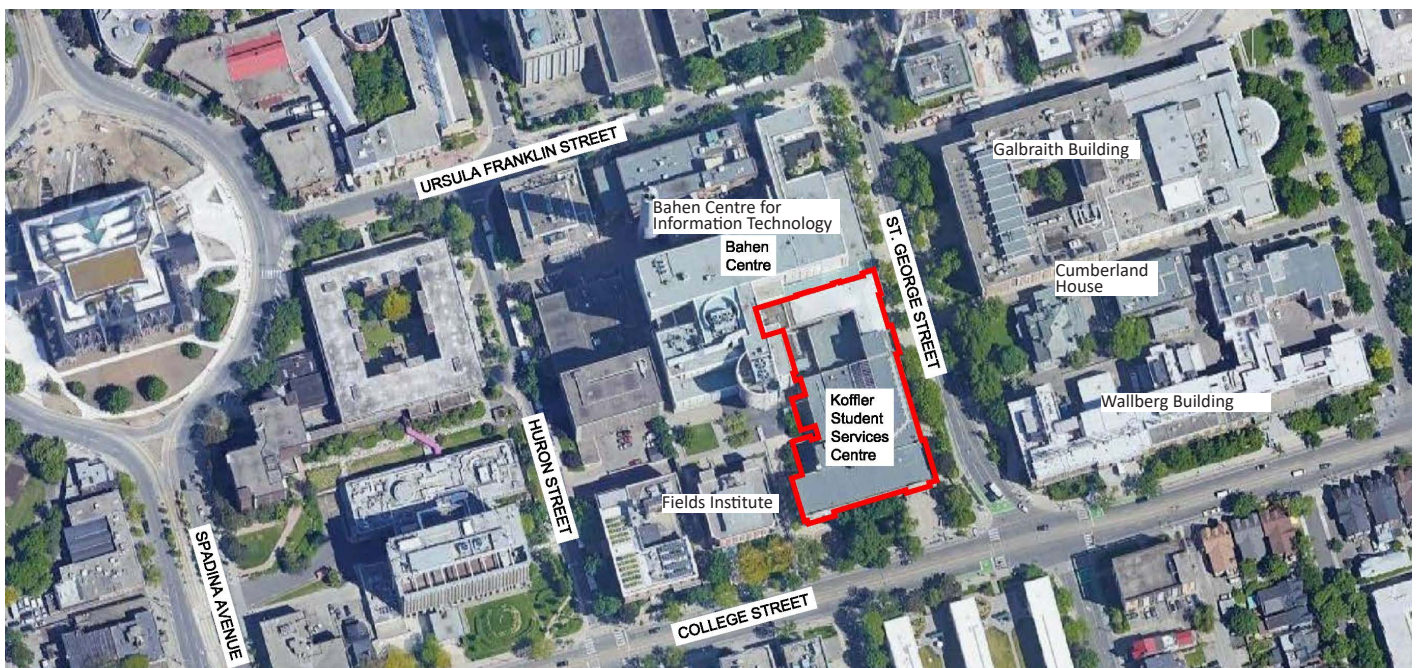 URSULA FRANKLIN STREET
Galbraith Building
Bahen Centre for
Information Technology
Bahen
Centre
ST. GEORGE STREET
Cumberland
House
Koffler
Student
Services
Centre
Wallberg Building
HURON STREET
Fields Institute
SPADINA AVENUE
COLLEGE STREET